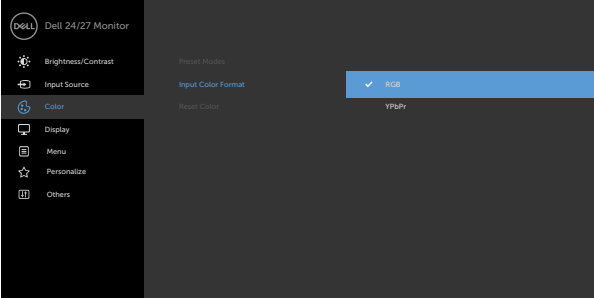 DELL Dell 24/27 Monitor
Brightness/Contrast
Input Source
Color
Display
Menu
Personalize
Others
Preset Modes
Input Color Format
Reset Color
RGB
YPbPr